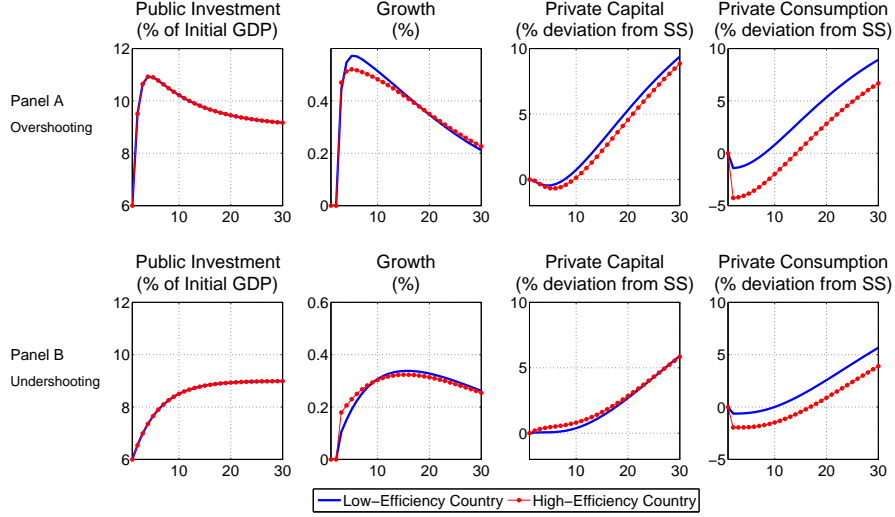 Public Investment
(% of Initial GDP)
Growth
(%)
Private Capital
(% deviation from SS)
Private Consumption
(% deviation from SS)
Panel A
Overshooting
12
10
8
6
10 20 30
0.4
0.2
0
10 20 30
10
5
0
10 20 30
10
5
0
−5
10 20 30
Public Investment
(% of Initial GDP)
Growth
(%)
Private Capital
(% deviation from SS)
Private Consumption
(% deviation from SS)
Panel B
Undershooting
12
10
8
6
10 20 30
0.6
0.4
0.2
0
10 20 30
10
5
0
10 20 30
10
5
0
−5
10 20 30
Low−Efficiency Country
High−Efficiency Country